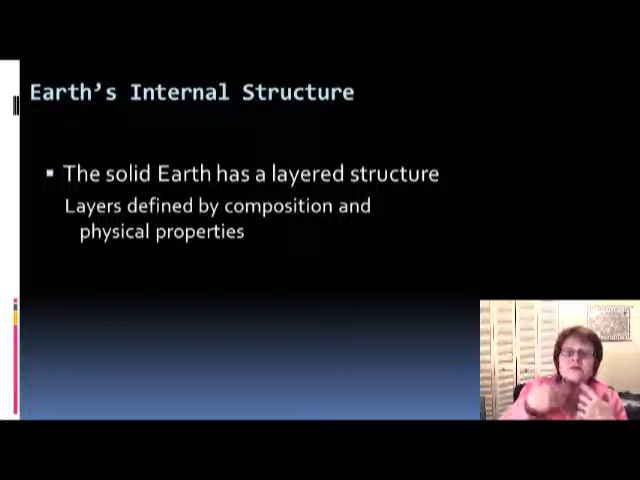 Earth's Internal Structure
The solid Earth has a layered structure
Layers defined by composition and
physical properties